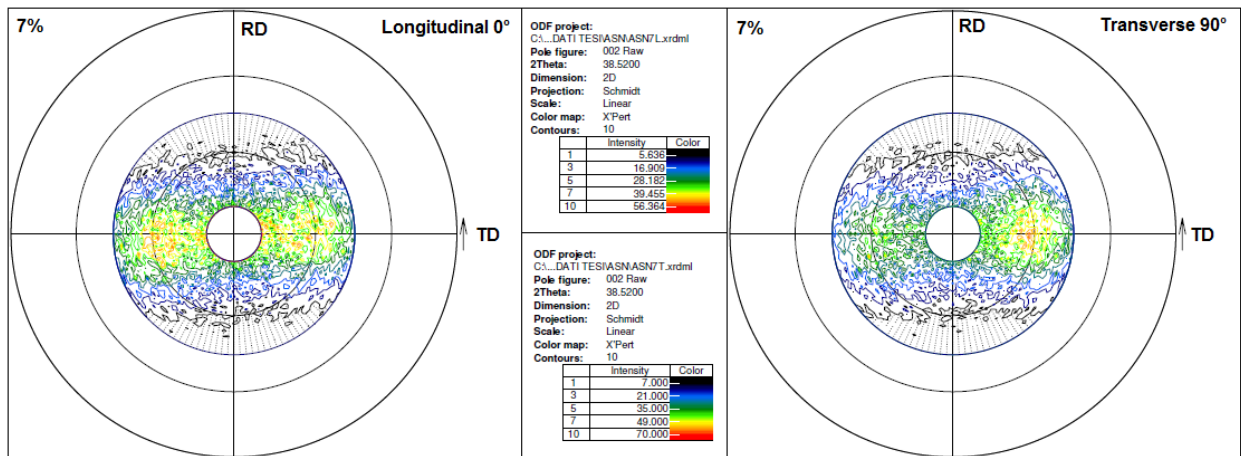 7%
RD
Longitudinal 0°
TD
ODF project:
C:\...DATI TESI\ASN\ASN7L.xrdml
Pole figure: 002 Raw
2Theta: 38.5200
Dimension: 2D
Projection: Schmidt
Scale: Linear
Color map: X'Pert
Contours: 10
Intensity Color
1 5.636
3 16.909
5 28.182
7 39.455
10 56.364
ODF project:
C:\...DATI TESI\ASN\ASN7T.xrdml
Pole figure: 002 Raw
2Theta: 38.5200
Dimension: 2D
Projection: Schmidt
Scale: Linear
Color map: X'Pert
Contours: 10
Intensity Color
1 7.000
3 21.000
5 35.000
7 49.000
10 70.000
7%
RD
Transverse 90°
TD